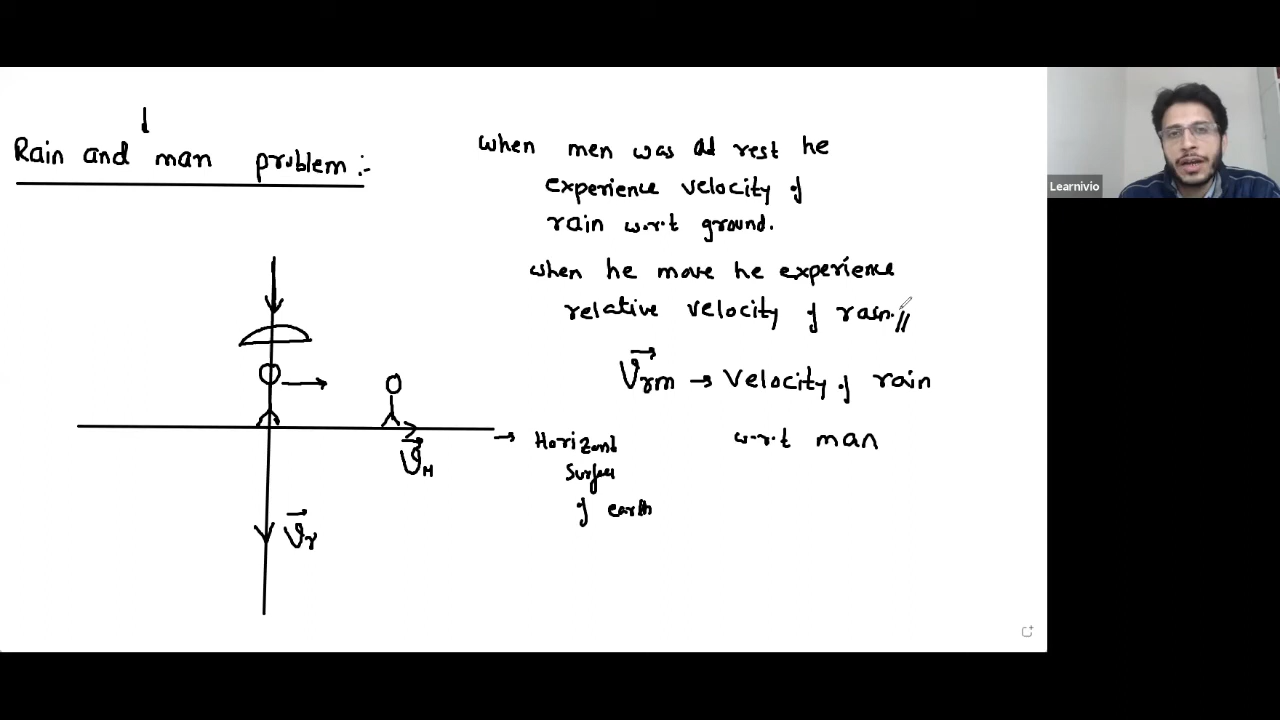 Rain and man problem :-
when men was at rest he
experience velocity of
rain w.r.t ground.
when he move he experience
relative velocity of rain.//
V⃗rm → Velocity of rain
w.r.t man
→ Horizont
Surface
of earth
V⃗M
V⃗r
Learnivio